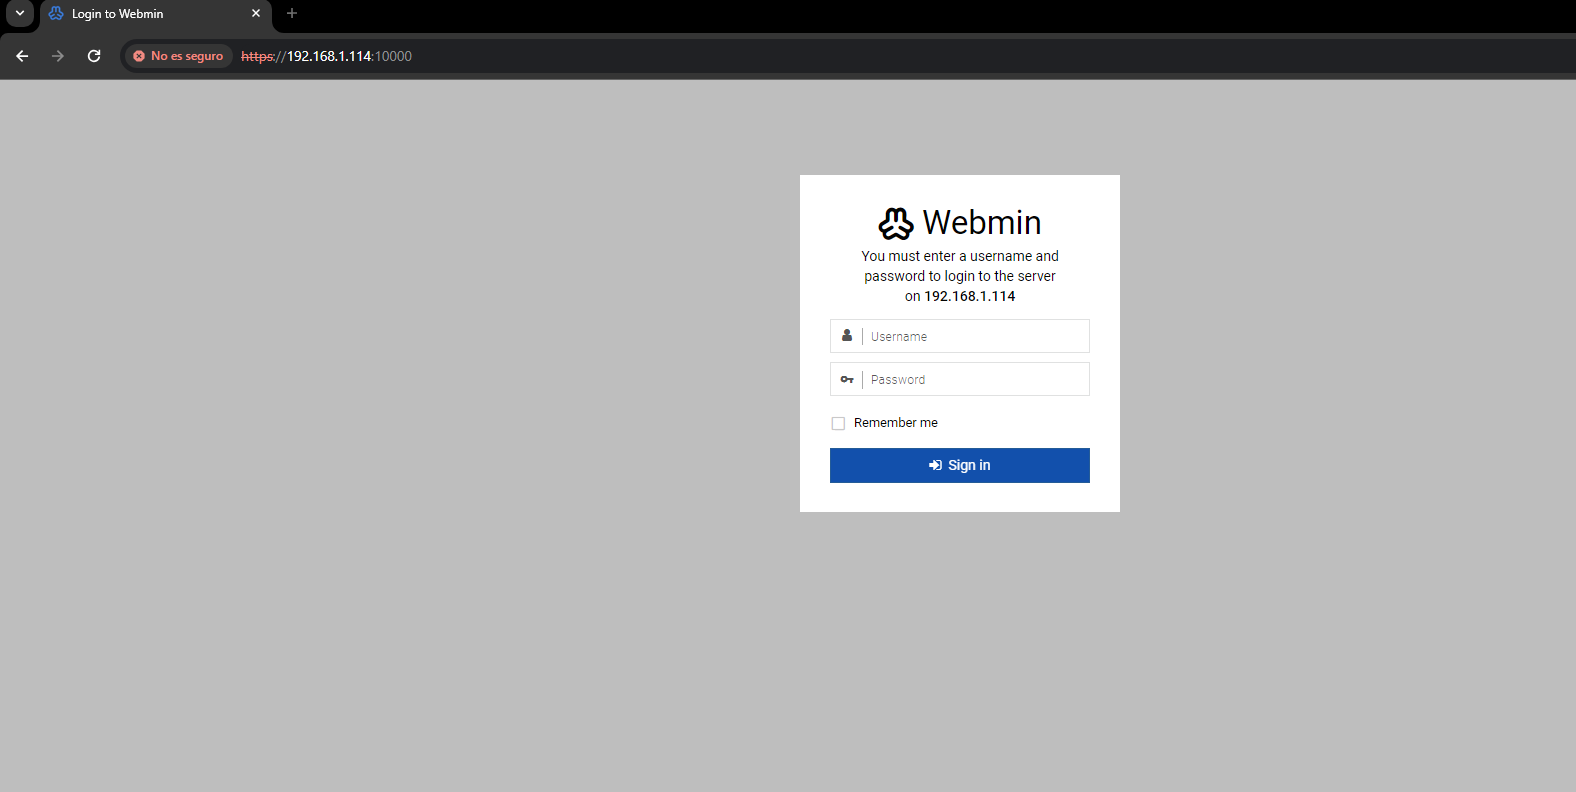 Login to Webmin
No es seguro https://192.168.1.114:10000
Webmin
You must enter a username and
password to login to the server
on 192.168.1.114
Username
Password
Remember me
Sign in